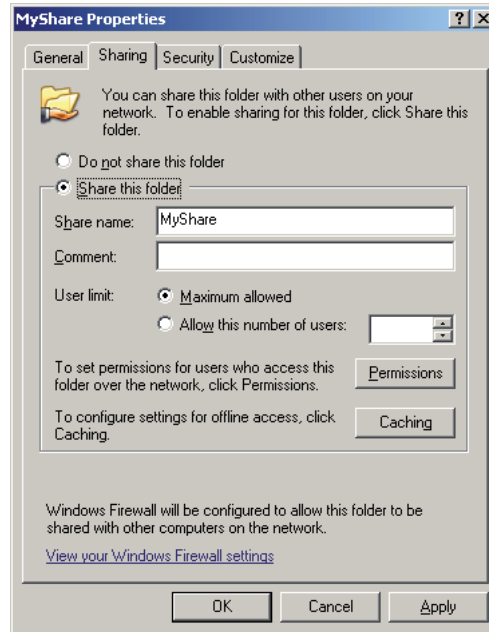 MyShare Properties
General Sharing Security Customize
You can share this folder with other users on your
network. To enable sharing for this folder, click Share this
folder.
Do not share this folder
Share this folder
Share name: MyShare
Comment:
User limit: Maximum allowed
Allow this number of users:
To set permissions for users who access this
folder over the network, click Permissions.
Permissions
To configure settings for offline access, click
Caching.
Caching
Windows Firewall will be configured to allow this folder to be
shared with other computers on the network.
View your Windows Firewall settings
OK Cancel Apply